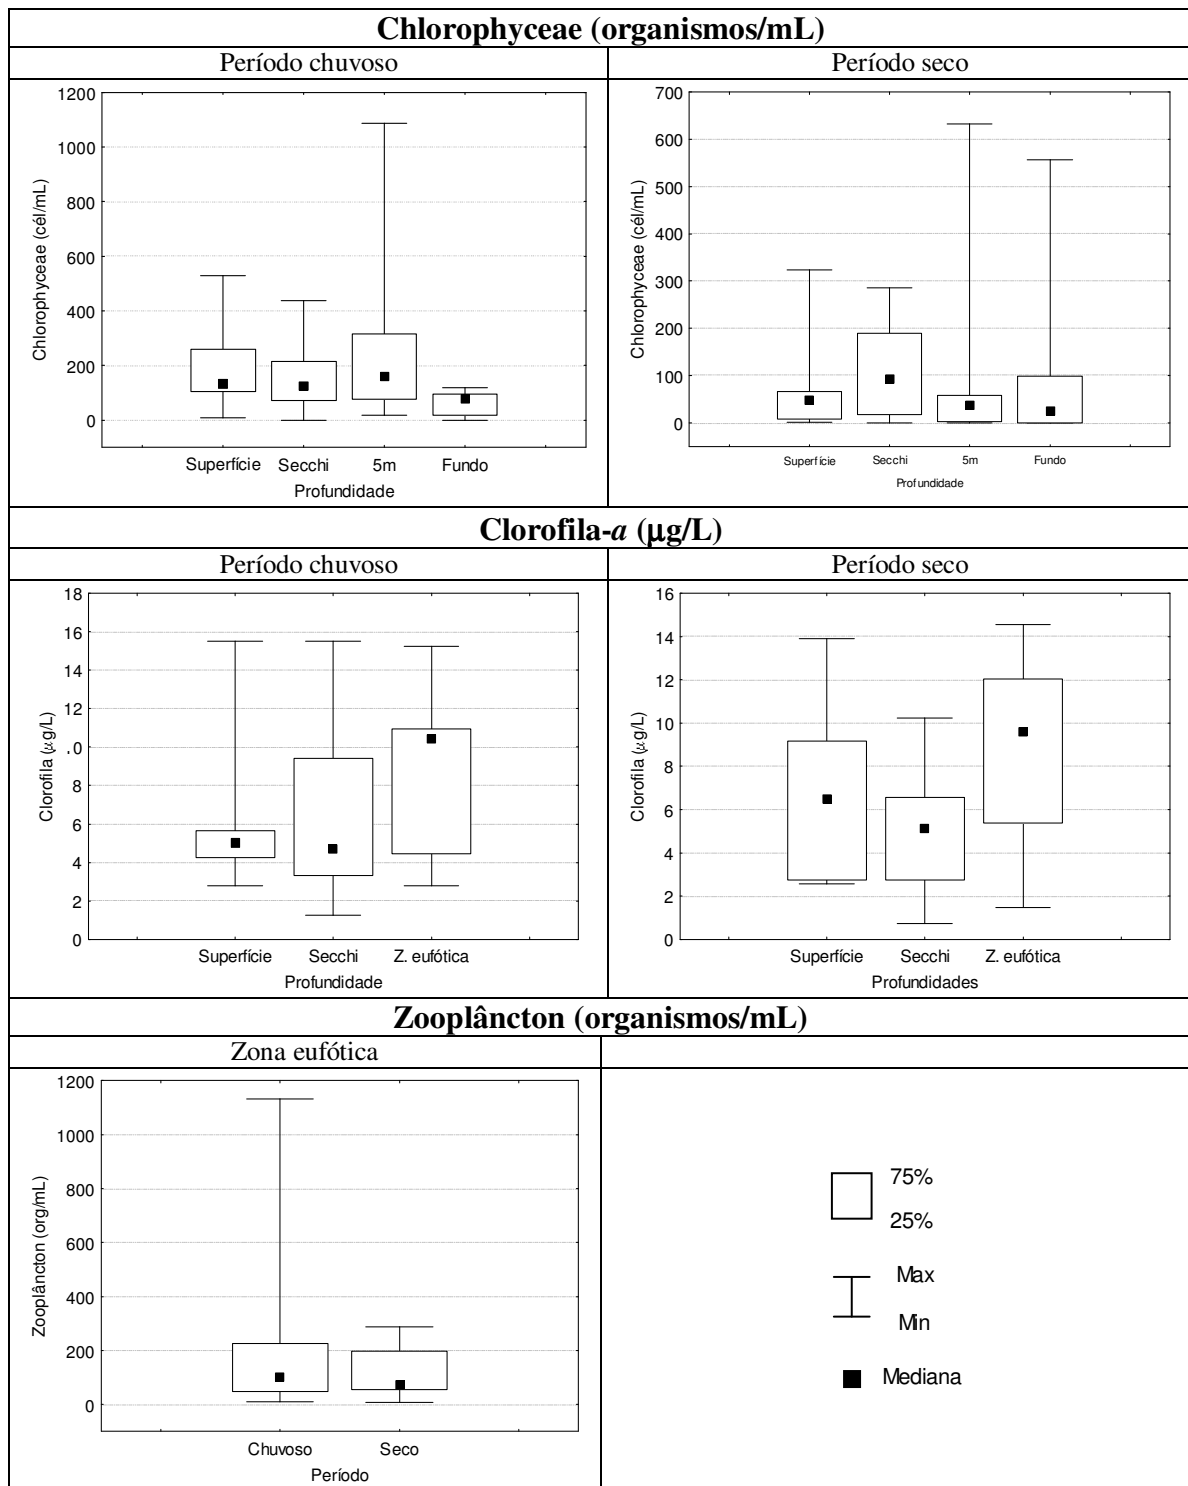 Chlorophyceae (organismos/mL)
Período chuvoso
Período seco
1200
1000
800
600
400
200
0
Chlorophyceae (cél/mL)
Superfície Secchi 5m Fundo
Profundidade
700
600
500
400
300
200
100
0
Chlorophyceae (cél/mL)
Superfície Secchi 5m Fundo
Profundidade
Clorofila-a (μg/L)
Período chuvoso
Período seco
18
16
14
12
.0
8
6
4
2
0
Clorofila (μg/L)
Superfície Secchi Z. eufótica
Profundidade
16
14
12
10
8
6
4
2
0
Clorofila (μg/L)
Superfície Secchi Z. eufótica
Profundidades
Zooplâncton (organismos/mL)
Zona eufótica
1200
1000
800
600
400
200
0
Zooplâncton (org/mL)
Chuvoso Seco
Período
75%
25%
Max
Min
Mediana